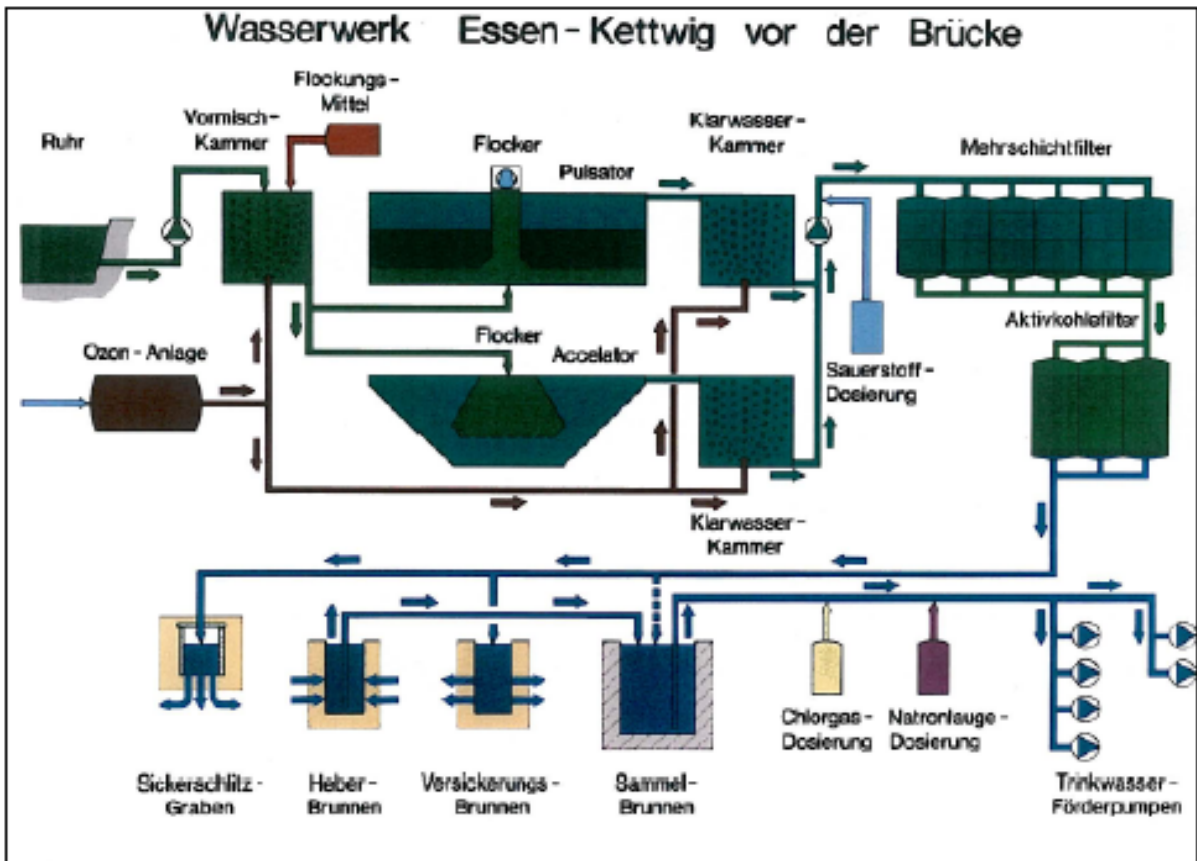 Wasserwerk Essen-Kettwig vor der Brücke
Flockungs-
Mittel
Vormisch-
Kammer
Ruhr
Flocker
Pulsator
Klarwasser-
Kammer
Mehrschichtfilter
Ozon-Anlage
Flocker
Accelator
Sauerstoff-
Dosierung
Aktivkohlefilter
Klarwasser-
Kammer
Sickerschlitz-
Graben
Heber-
Brunnen
Versickerungs-
Brunnen
Sammel-
Brunnen
Chlorgas-
Dosierung
Natronlauge-
Dosierung
Trinkwasser-
Förderpumpen